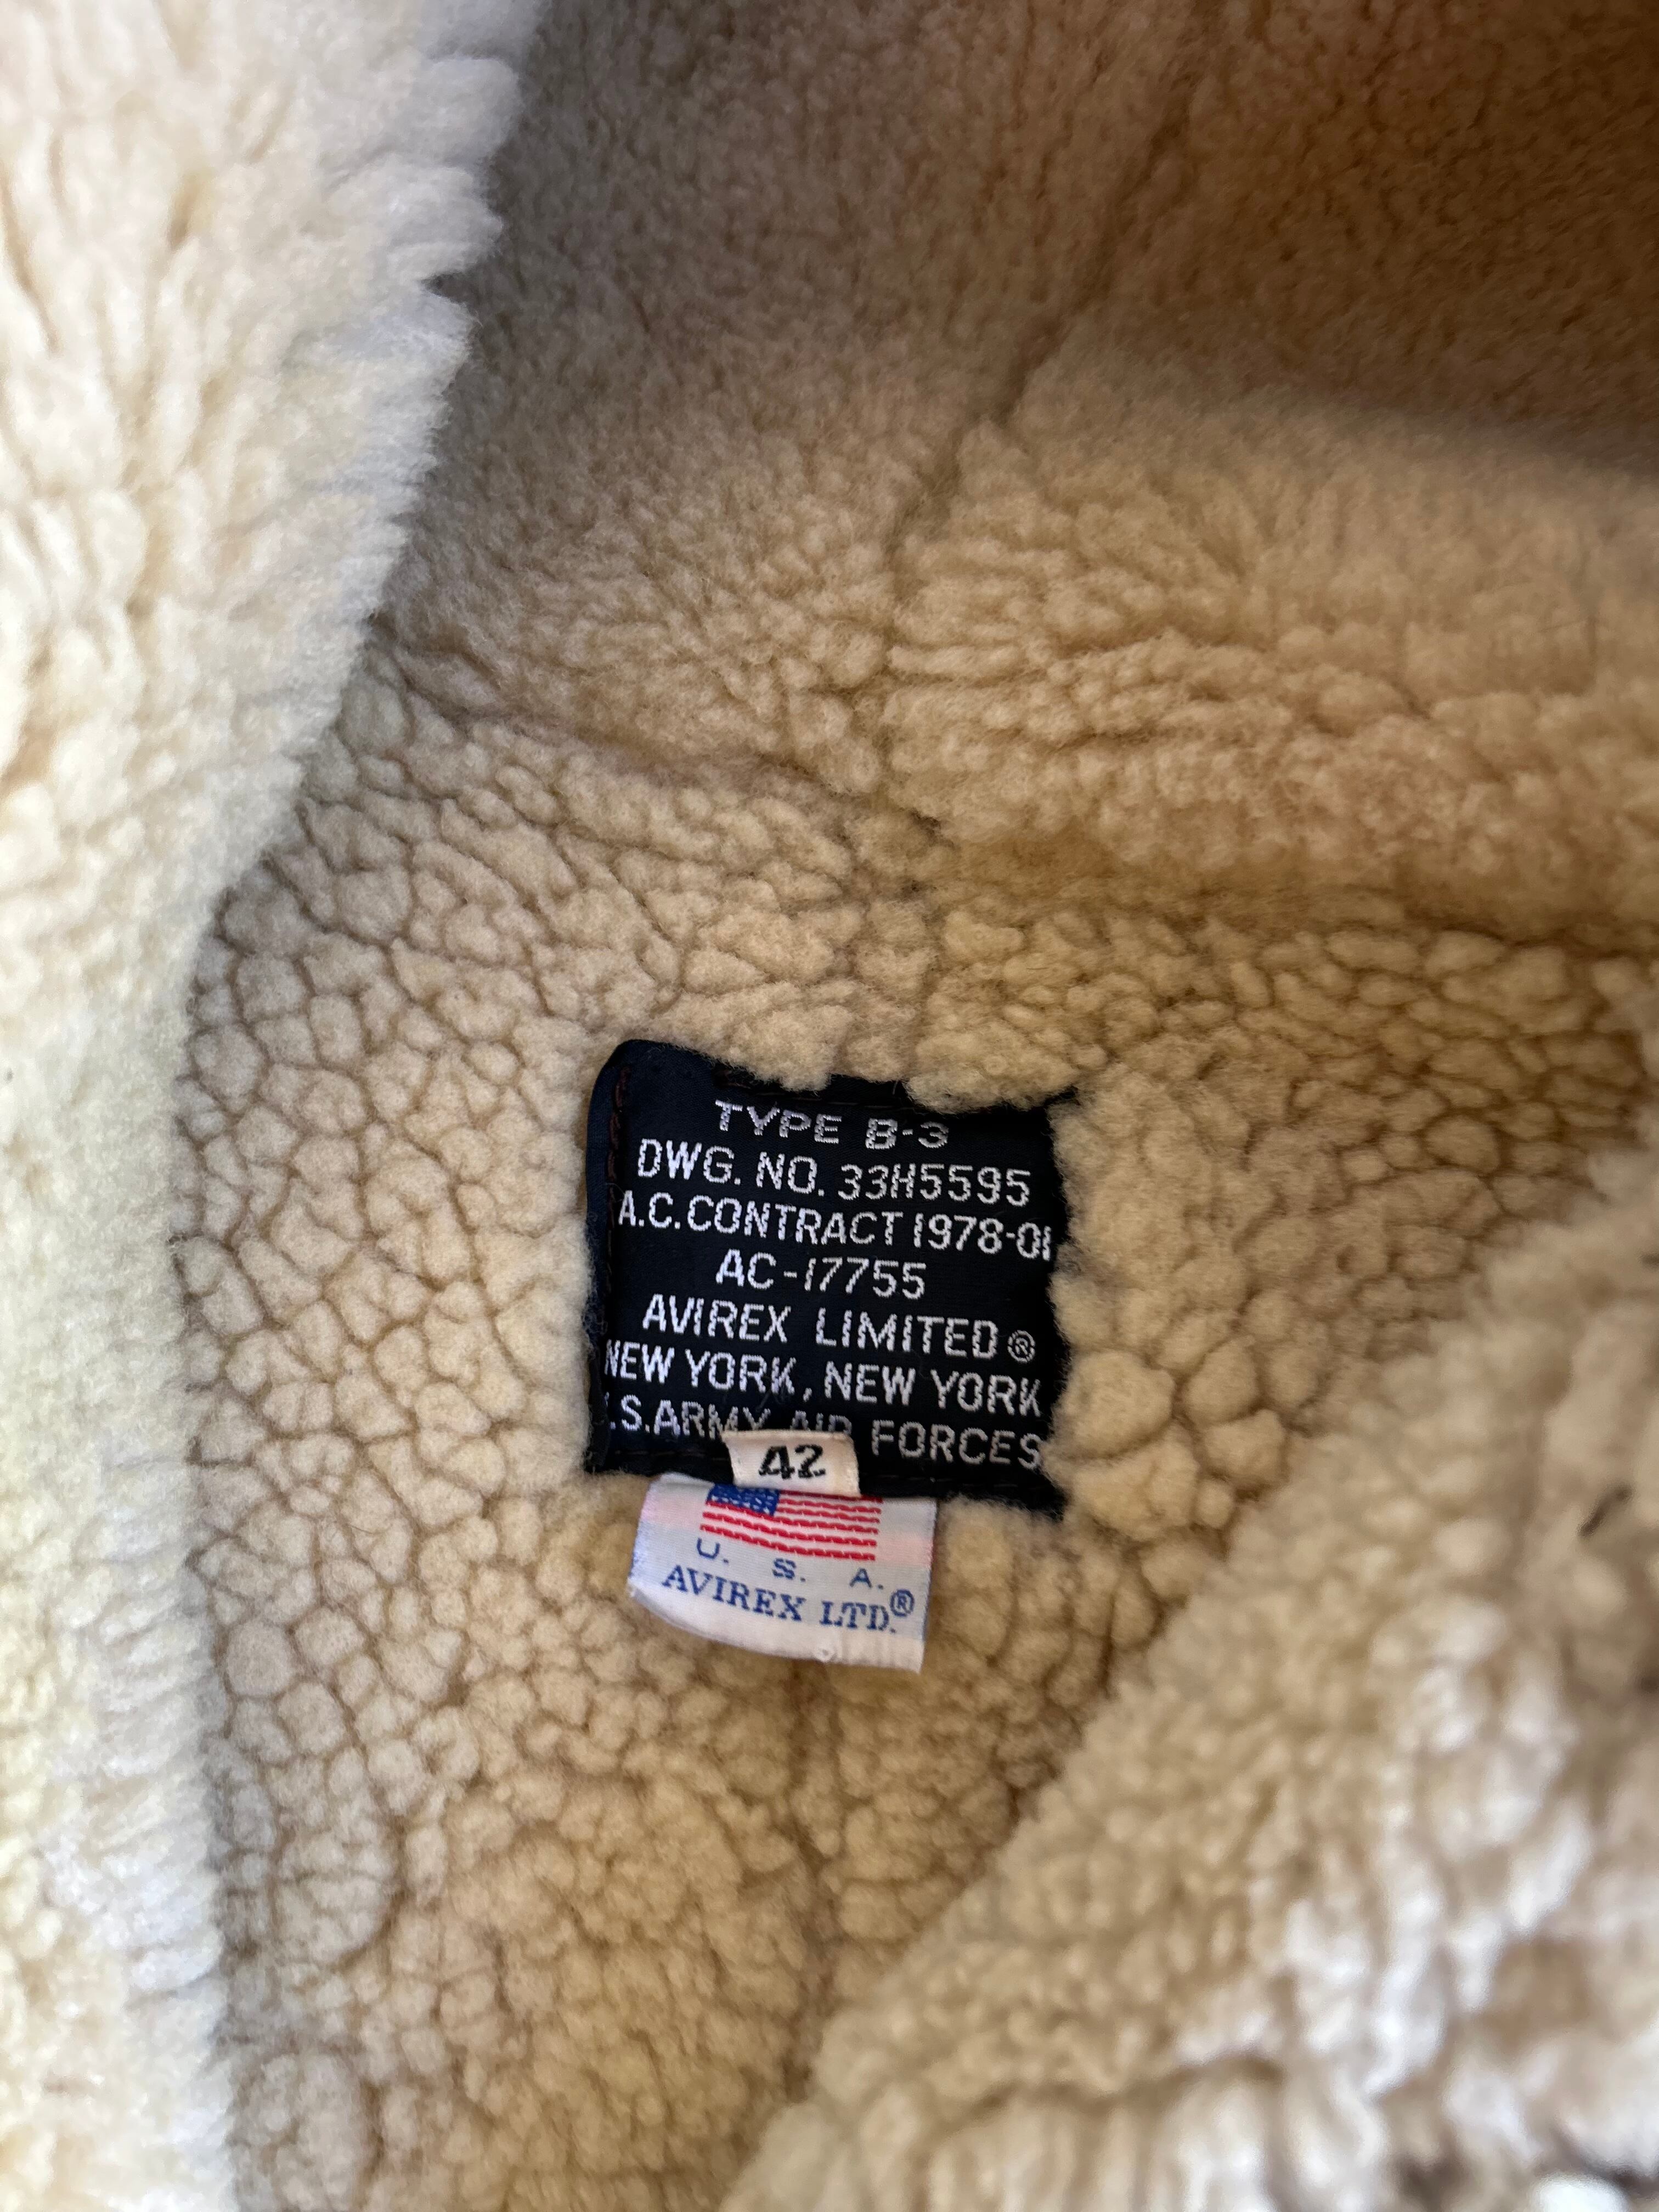 TYPE B-3
DWG. NO. 33H5595
A.C.CONTRACT 1978-01
AC-17755
AVIREX LIMITED®
NEW YORK, NEW YORK
.S.ARMY AIR FORCES
42
U. S. A.
AVIREX LTD.®